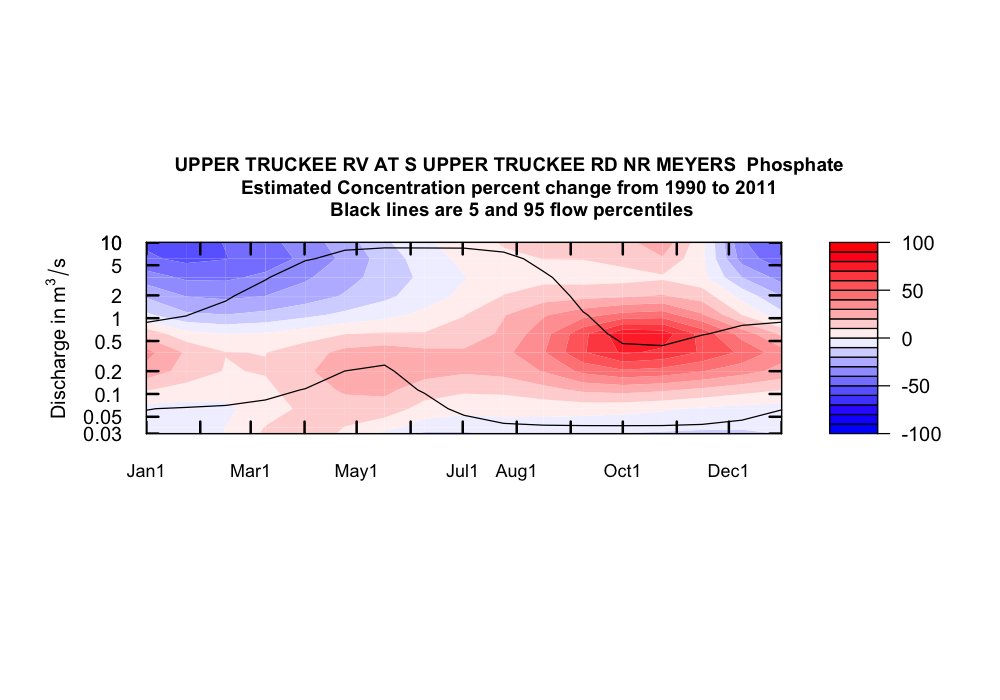 UPPER TRUCKEE RV AT S UPPER TRUCKEE RD NR MEYERS  Phosphate
Estimated Concentration percent change from 1990 to 2011
Black lines are 5 and 95 flow percentiles
Discharge in m³/s
10
5
2
1
0.5
0.2
0.1
0.05
0.03
Jan1 Mar1 May1 Jul1 Aug1 Oct1 Dec1
100
50
0
-50
-100